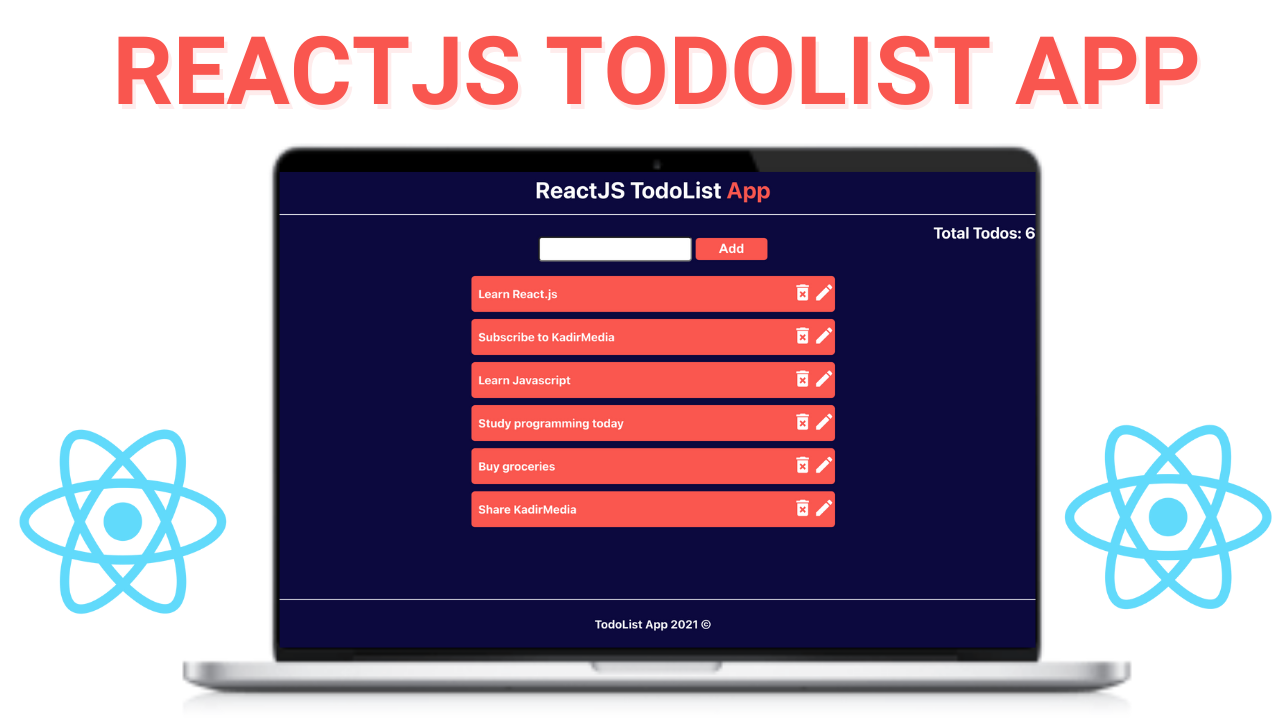 REACTJS TODOLIST APP
ReactJS TodoList App
Total Todos: 6
Add
Learn React.js
Subscribe to KadirMedia
Learn Javascript
Study programming today
Buy groceries
Share KadirMedia
TodoList App 2021 ©